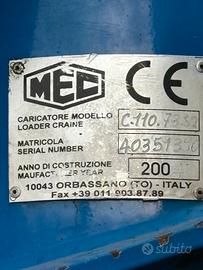 MEC CE
CARICATORE MODELLO
LOADER CRAINE C.110.7332
MATRICOLA
SERIAL NUMBER
ANNO DI COSTRUZIONE
MAUFACTURER YEAR 200
10043 ORBASSANO (TO) - ITALY
Fax +39 011 903.87.89
subito